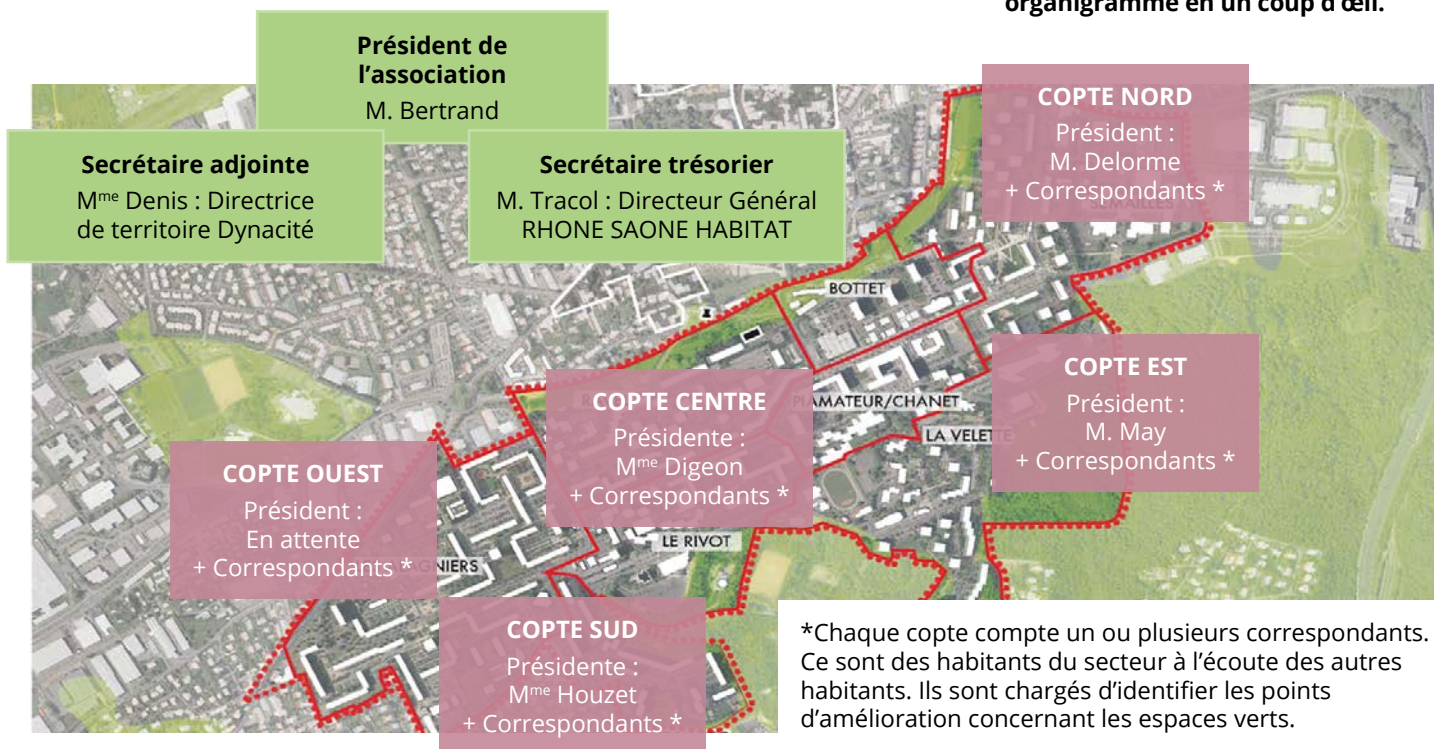 organigramme en un coup d'œil.
Président de
l'association
M. Bertrand
Secrétaire adjointe
Mme Denis : Directrice
de territoire Dynacité
Secrétaire trésorier
M. Tracol : Directeur Général
RHONE SAONE HABITAT
COPTE NORD
Président :
M. Delorme
+ Correspondants *
BOTTET
COPTE EST
Président :
M. May
+ Correspondants *
COPTE CENTRE
Présidente :
Mme Digeon
+ Correspondants *
PIAMATEUR/CHANET
LA VELETTE
COPTE OUEST
Président :
En attente
+ Correspondants *
LE RIVOT
GNIERS
COPTE SUD
Présidente :
Mme Houzet
+ Correspondants *
*Chaque copte compte un ou plusieurs correspondants.
Ce sont des habitants du secteur à l'écoute des autres
habitants. Ils sont chargés d'identifier les points
d'amélioration concernant les espaces verts.